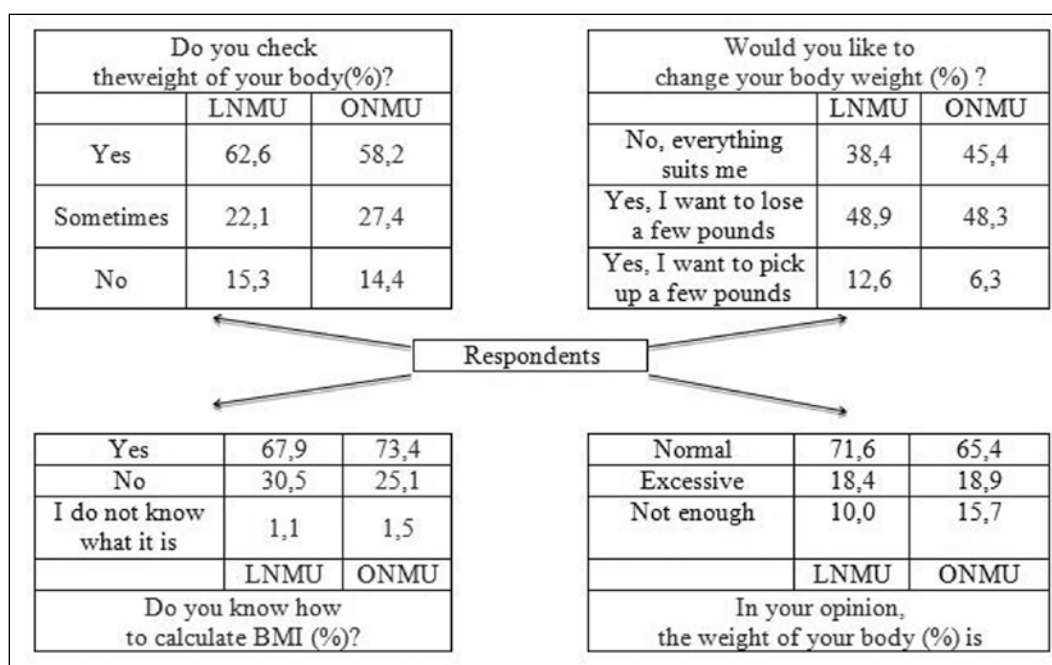 Do you check
theweight of your body(%)?
LNMU ONMU
Yes 62,6 58,2
Sometimes 22,1 27,4
No 15,3 14,4
Would you like to
change your body weight (%) ?
LNMU ONMU
No, everything
suits me 38,4 45,4
Yes, I want to lose
a few pounds 48,9 48,3
Yes, I want to pick
up a few pounds 12,6 6,3
Respondents
Yes 67,9 73,4
No 30,5 25,1
I do not know
what it is 1,1 1,5
LNMU ONMU
Do you know how
to calculate BMI (%)?
Normal 71,6 65,4
Excessive 18,4 18,9
Not enough 10,0 15,7
LNMU ONMU
In your opinion,
the weight of your body (%) is